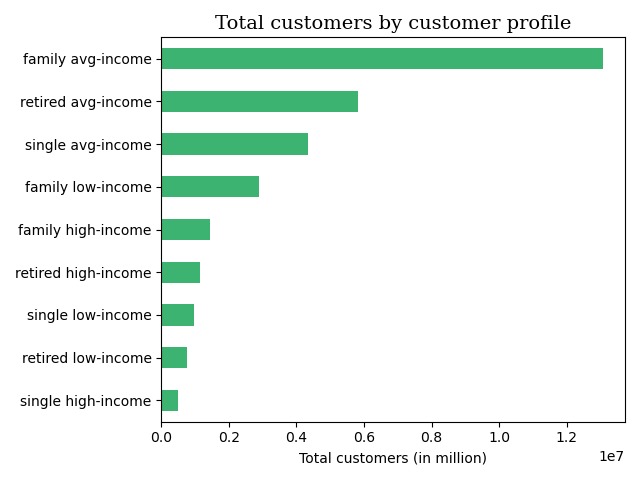 Total customers by customer profile
family avg-income
retired avg-income
single avg-income
family low-income
family high-income
retired high-income
single low-income
retired low-income
single high-income
0.0 0.2 0.4 0.6 0.8 1.0 1.2
1e7
Total customers (in million)